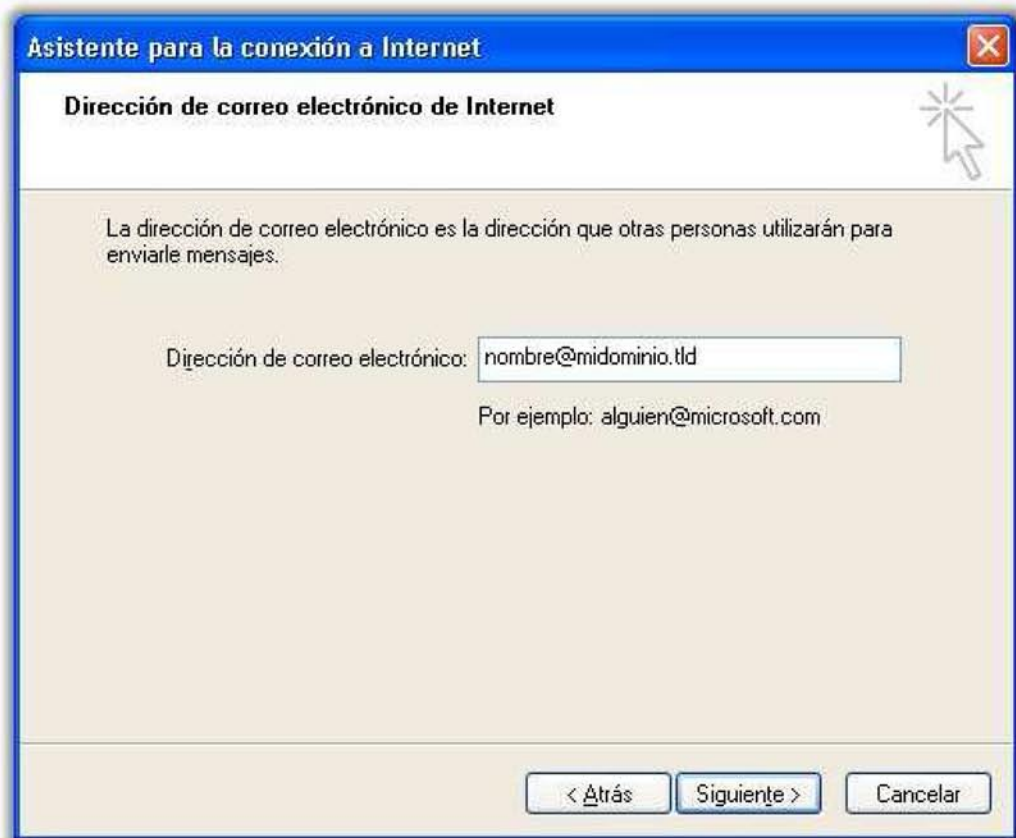 Asistente para la conexión a Internet
Dirección de correo electrónico de Internet
La dirección de correo electrónico es la dirección que otras personas utilizarán para
enviarle mensajes.
Dirección de correo electrónico: nombre@midominio.tld
Por ejemplo: alguien@microsoft.com
< Atrás Siguiente > Cancelar